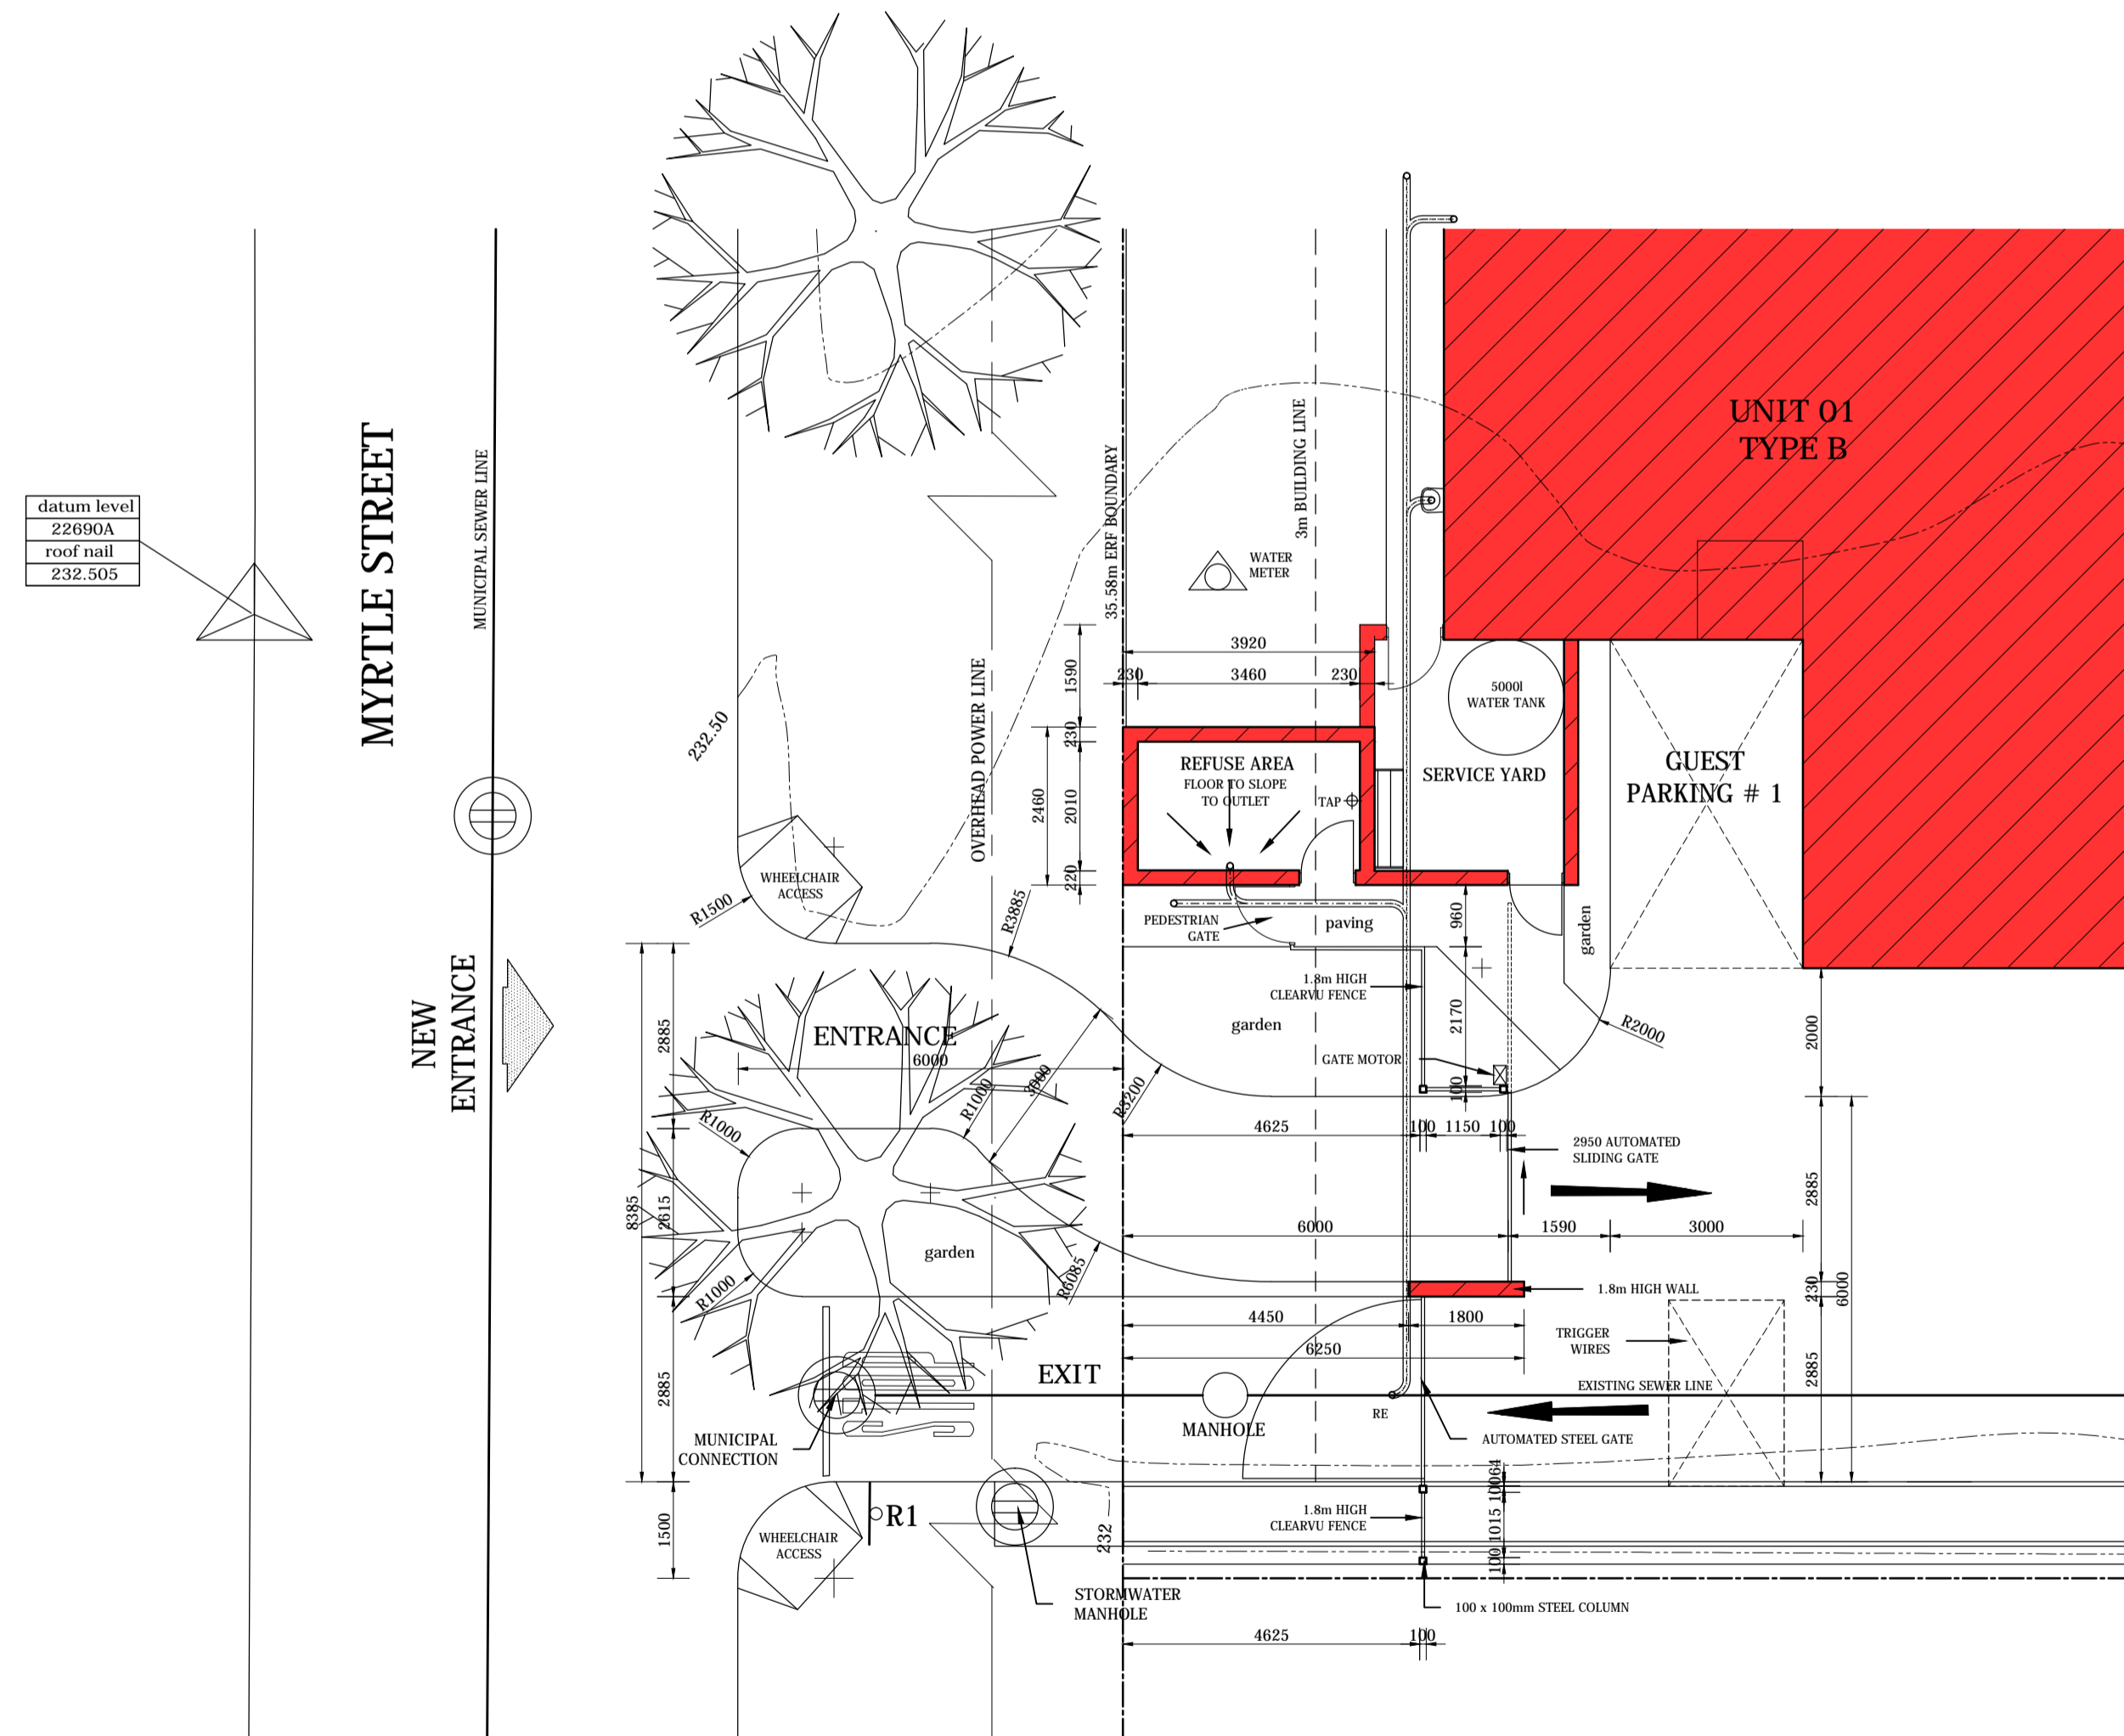 datum level
22690A
roof nail
232.505
MYRTLE STREET
MUNICIPAL SEWER LINE
NEW
ENTRANCE
35.58m ERF BOUNDARY
3m BUILDING LINE
OVERHEAD POWER LINE
UNIT 01
TYPE B
WATER
METER
3920
230
3460
230
1590
230
2460
2010
220
5000l
WATER TANK
SERVICE YARD
GUEST
PARKING # 1
REFUSE AREA
FLOOR TO SLOPE
TO OUTLET
TAP
232.50
WHEELCHAIR
ACCESS
R1500
R3885
PEDESTRIAN
GATE
paving
960
garden
1.8m HIGH
CLEARVU FENCE
garden
2170
R2000
2000
GATE MOTOR
100
ENTRANCE
6000
2885
R1000
R1000
3000
R3200
4625
100
1150
100
2950 AUTOMATED
SLIDING GATE
8385
2615
2885
6000
1590
3000
garden
R1000
R6085
230
6000
1.8m HIGH WALL
4450
1800
TRIGGER
WIRES
6250
2885
2885
EXIT
EXISTING SEWER LINE
RE
MANHOLE
MUNICIPAL
CONNECTION
AUTOMATED STEEL GATE
64
100
1015
100
1.8m HIGH
CLEARVU FENCE
R1
1500
WHEELCHAIR
ACCESS
232
STORMWATER
MANHOLE
100 x 100mm STEEL COLUMN
4625
100